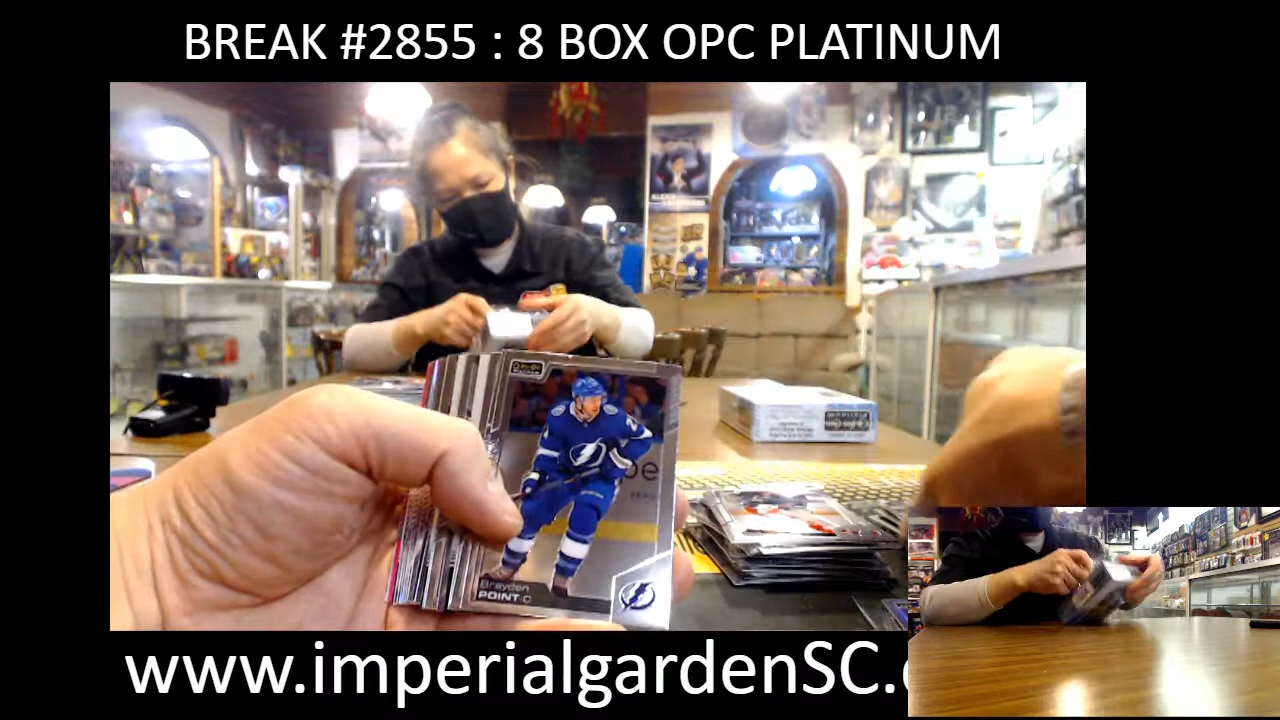 BREAK #2855 : 8 BOX OPC PLATINUM
Brayden
POINT·C
www.imperialgardenSC.